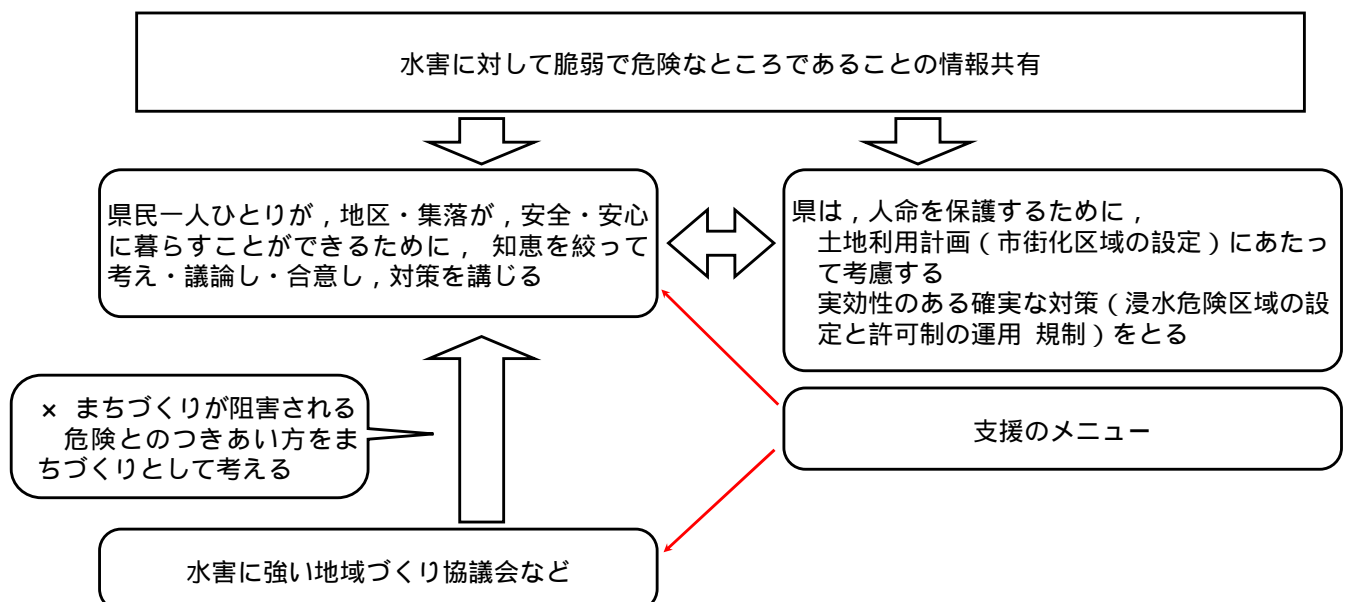 水害に対して脆弱で危険なところであることの情報共有
県民一人ひとりが，地区・集落が，安全・安心
に暮らすことができるために， 知恵を絞って
考え・議論し・合意し，対策を講じる
県は，人命を保護するために，
土地利用計画（市街化区域の設定）にあたっ
て考慮する
実効性のある確実な対策（浸水危険区域の設
定と許可制の運用 規制）をとる
× まちづくりが阻害される
危険とのつきあい方をま
ちづくりとして考える
支援のメニュー
水害に強い地域づくり協議会など